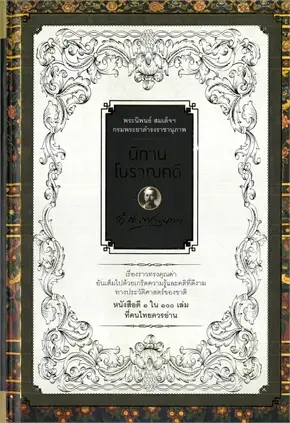 พระนิพนธ์ สมเด็จฯ
กรมพระยาดำรงราชานุภาพ
นิทาน
โบราณคดี
เรื่องราวทรงคุณค่า
อันเต็มไปด้วยเกร็ดความรู้และคติที่ดีงาม
ทางประวัติศาสตร์ของชาติ
หนังสือดี ๑ ใน ๑๐๐ เล่ม
ที่คนไทยควรอ่าน